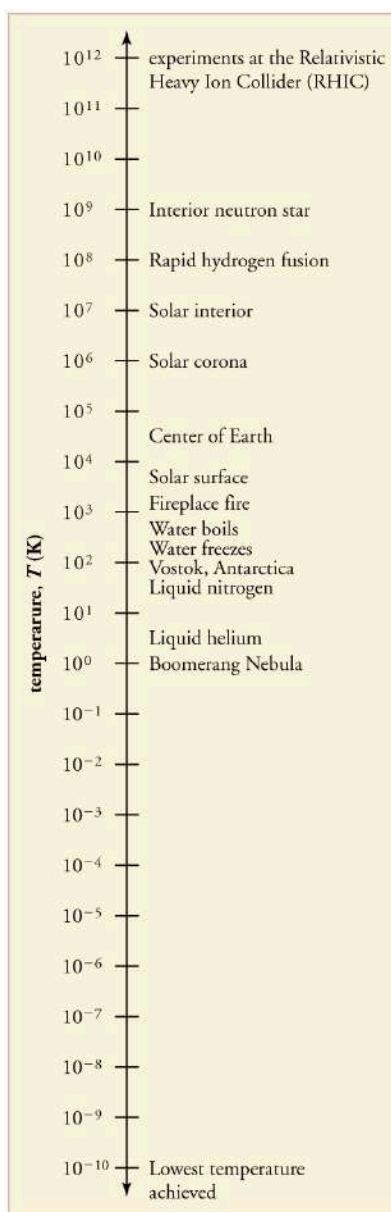 10¹² experiments at the Relativistic
Heavy Ion Collider (RHIC)
10¹¹
10¹⁰
10⁹ Interior neutron star
10⁸ Rapid hydrogen fusion
10⁷ Solar interior
10⁶ Solar corona
10⁵
Center of Earth
10⁴
Solar surface
Fireplace fire
10³
Water boils
Water freezes
10² Vostok, Antarctica
Liquid nitrogen
10¹
Liquid helium
10⁰ Boomerang Nebula
10⁻¹
10⁻²
10⁻³
10⁻⁴
10⁻⁵
10⁻⁶
10⁻⁷
10⁻⁸
10⁻⁹
10⁻¹⁰ Lowest temperature
achieved
temperarure, T (K)